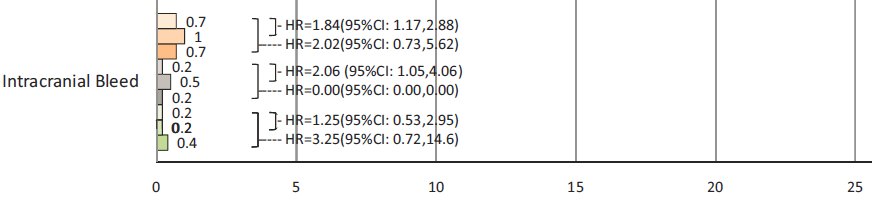 0.7
HR=1.84(95%CI: 1.17,2.88)
1
HR=2.02(95%CI: 0.73,5.62)
0.7
0.2
HR=2.06 (95%CI: 1.05,4.06)
Intracranial Bleed
0.5
HR=0.00(95%CI: 0.00,0.00)
0.2
0.2
HR=1.25(95%CI: 0.53,2.95)
0.2
HR=3.25(95%CI: 0.72,14.6)
0.4
0 5 10 15 20 25